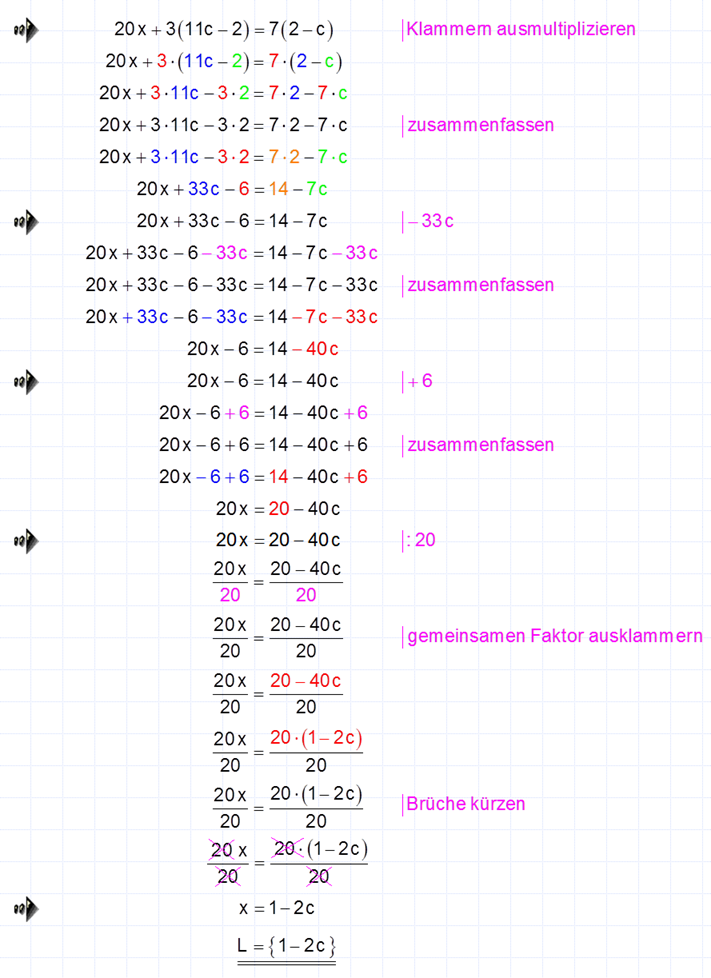 20x + 3(11c − 2) = 7(2 − c) |Klammern ausmultiplizieren
20x + 3·(11c − 2) = 7·(2 − c)
20x + 3·11c − 3·2 = 7·2 − 7·c
20x + 3·11c − 3·2 = 7·2 − 7·c |zusammenfassen
20x + 3·11c − 3·2 = 7·2 − 7·c
20x + 33c − 6 = 14 − 7c
20x + 33c − 6 = 14 − 7c |− 33c
20x + 33c − 6 − 33c = 14 − 7c − 33c
20x + 33c − 6 − 33c = 14 − 7c − 33c |zusammenfassen
20x + 33c − 6 − 33c = 14 − 7c − 33c
20x − 6 = 14 − 40c
20x − 6 = 14 − 40c |+ 6
20x − 6 + 6 = 14 − 40c + 6
20x − 6 + 6 = 14 − 40c + 6 |zusammenfassen
20x − 6 + 6 = 14 − 40c + 6
20x = 20 − 40c
20x = 20 − 40c |: 20
20x/20 = (20 − 40c)/20
20x/20 = (20 − 40c)/20 |gemeinsamen Faktor ausklammern
20x/20 = (20 − 40c)/20
20x/20 = 20·(1 − 2c)/20
20x/20 = 20·(1 − 2c)/20 |Brüche kürzen
20x/20 = 20·(1 − 2c)/20
x = 1 − 2c
L = {1 − 2c}